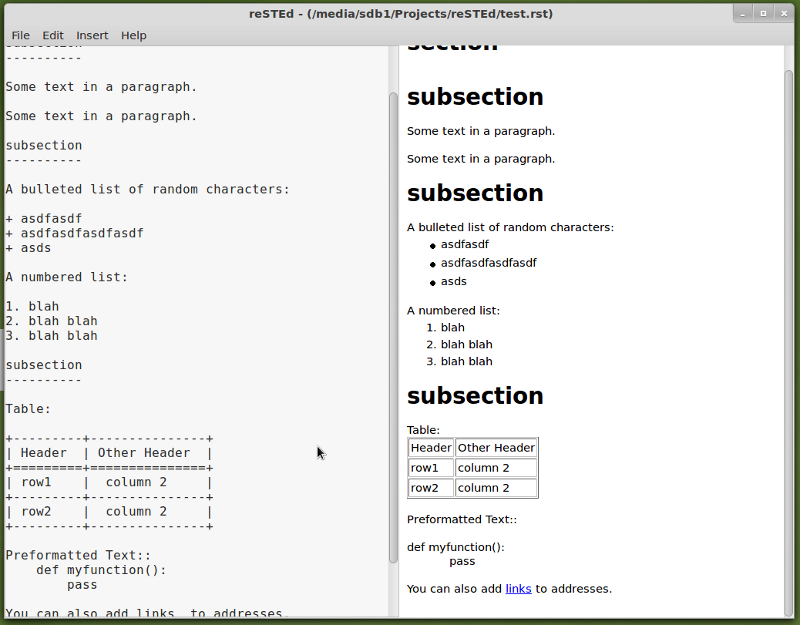 reSTEd - (/media/sdb1/Projects/reSTEd/test.rst)
File Edit Insert Help
subsection
----------
Some text in a paragraph.
Some text in a paragraph.
subsection
----------
A bulleted list of random characters:
+ asdfasdf
+ asdfasdfasdfasdf
+ asds
A numbered list:
1. blah
2. blah blah
3. blah blah
subsection
----------
Table:
+---------+---------------+
| Header  | Other Header  |
+=========+===============+
| row1    |  column 2     |
+---------+---------------+
| row2    |  column 2     |
+---------+---------------+
Preformatted Text::
    def myfunction():
        pass
You can also add links  to addresses.
section
subsection
Some text in a paragraph.
Some text in a paragraph.
subsection
A bulleted list of random characters:
• asdfasdf
• asdfasdfasdfasdf
• asds
A numbered list:
1. blah
2. blah blah
3. blah blah
subsection
Table:
Header Other Header
row1 column 2
row2 column 2
Preformatted Text::
def myfunction():
pass
You can also add links to addresses.